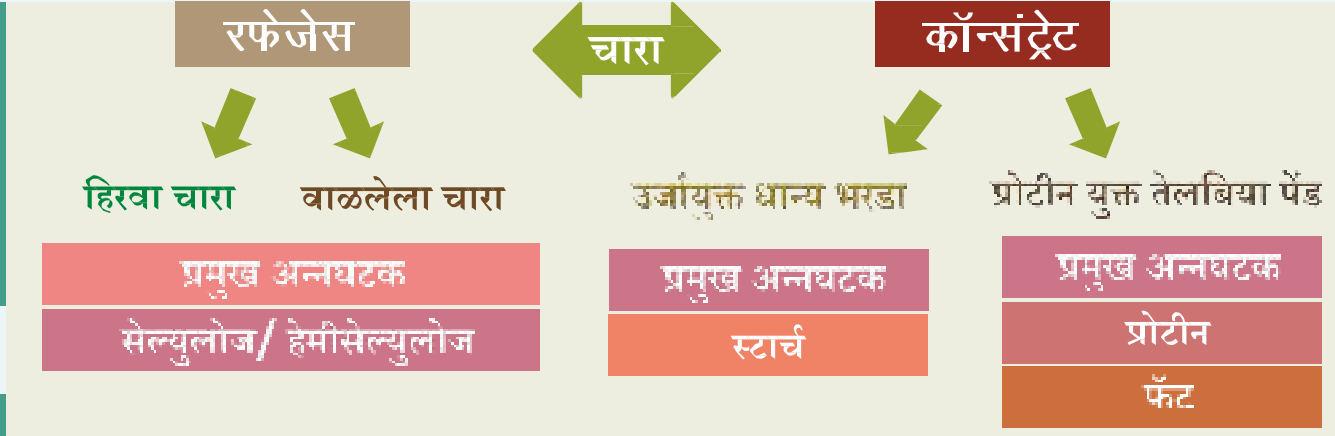 रफेजेस
चारा
कॉन्संट्रेट
हिरवा चारा
वाळलेला चारा
उर्जायुक्त धान्य भरडा
प्रोटीन युक्त तेलबिया पेंड
प्रमुख अन्नघटक
सेल्युलोज/ हेमीसेल्युलोज
प्रमुख अन्नघटक
स्टार्च
प्रमुख अन्नघटक
प्रोटीन
फॅट